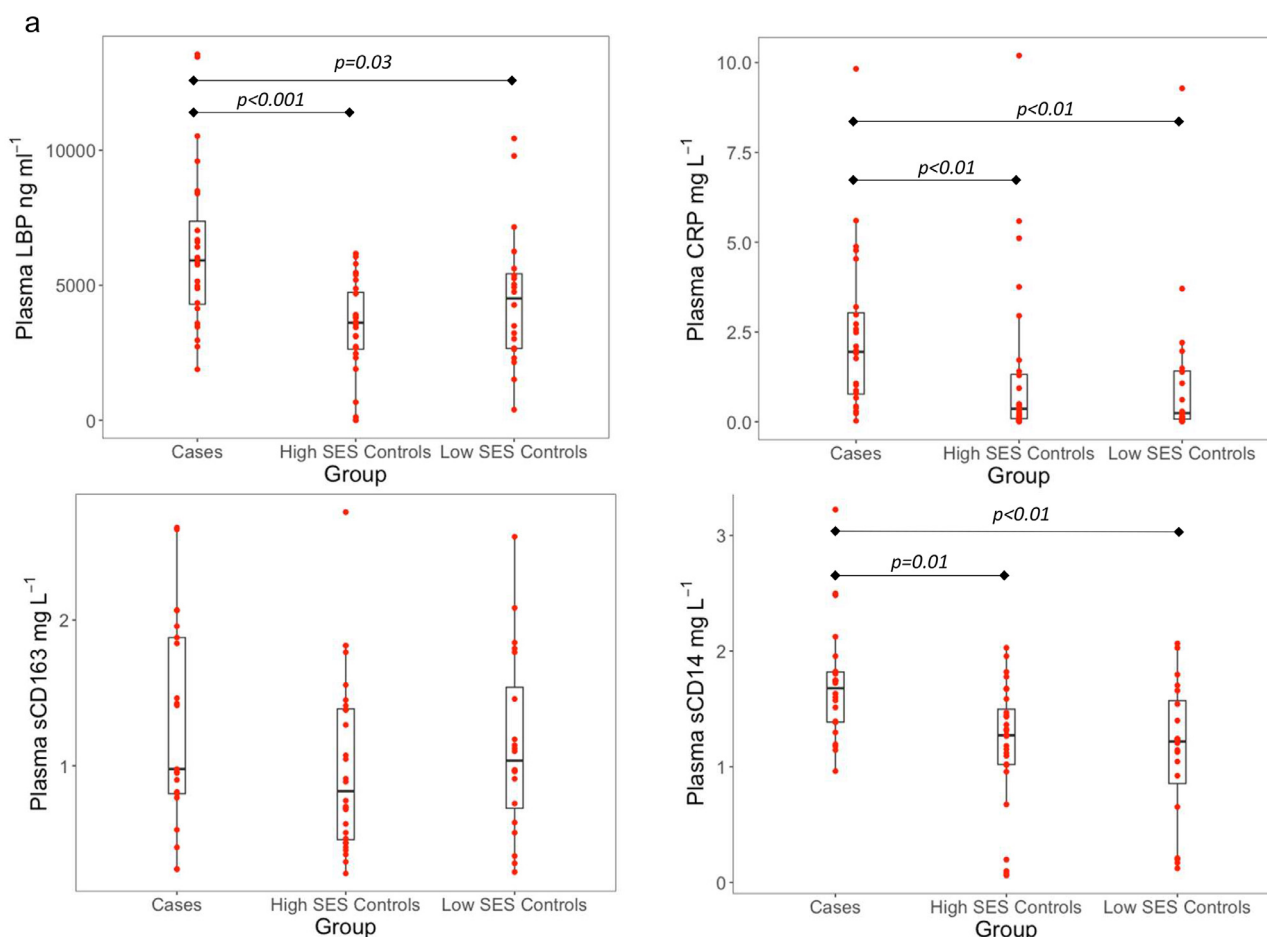 a
Plasma LBP ng ml⁻¹
10000
5000
0
p=0.03
p<0.001
Cases
High SES Controls
Low SES Controls
Group
Plasma CRP mg L⁻¹
10.0
7.5
5.0
2.5
0.0
p<0.01
p<0.01
Cases
High SES Controls
Low SES Controls
Group
Plasma sCD163 mg L⁻¹
2
1
Cases
High SES Controls
Low SES Controls
Group
Plasma sCD14 mg L⁻¹
3
2
1
0
p<0.01
p=0.01
Cases
High SES Controls
Low SES Controls
Group